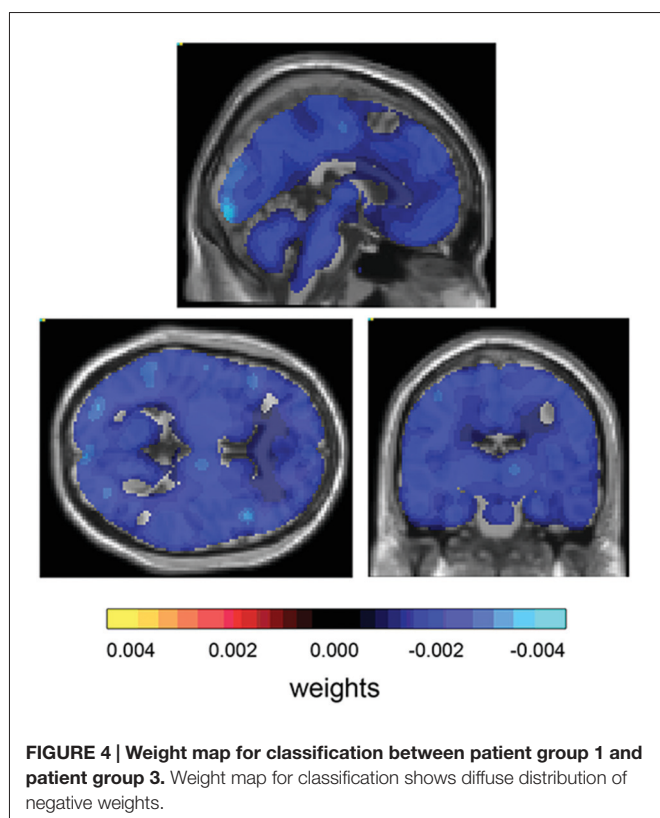 0.004 0.002 0.000 -0.002 -0.004
weights
FIGURE 4 | Weight map for classification between patient group 1 and
patient group 3. Weight map for classification shows diffuse distribution of
negative weights.